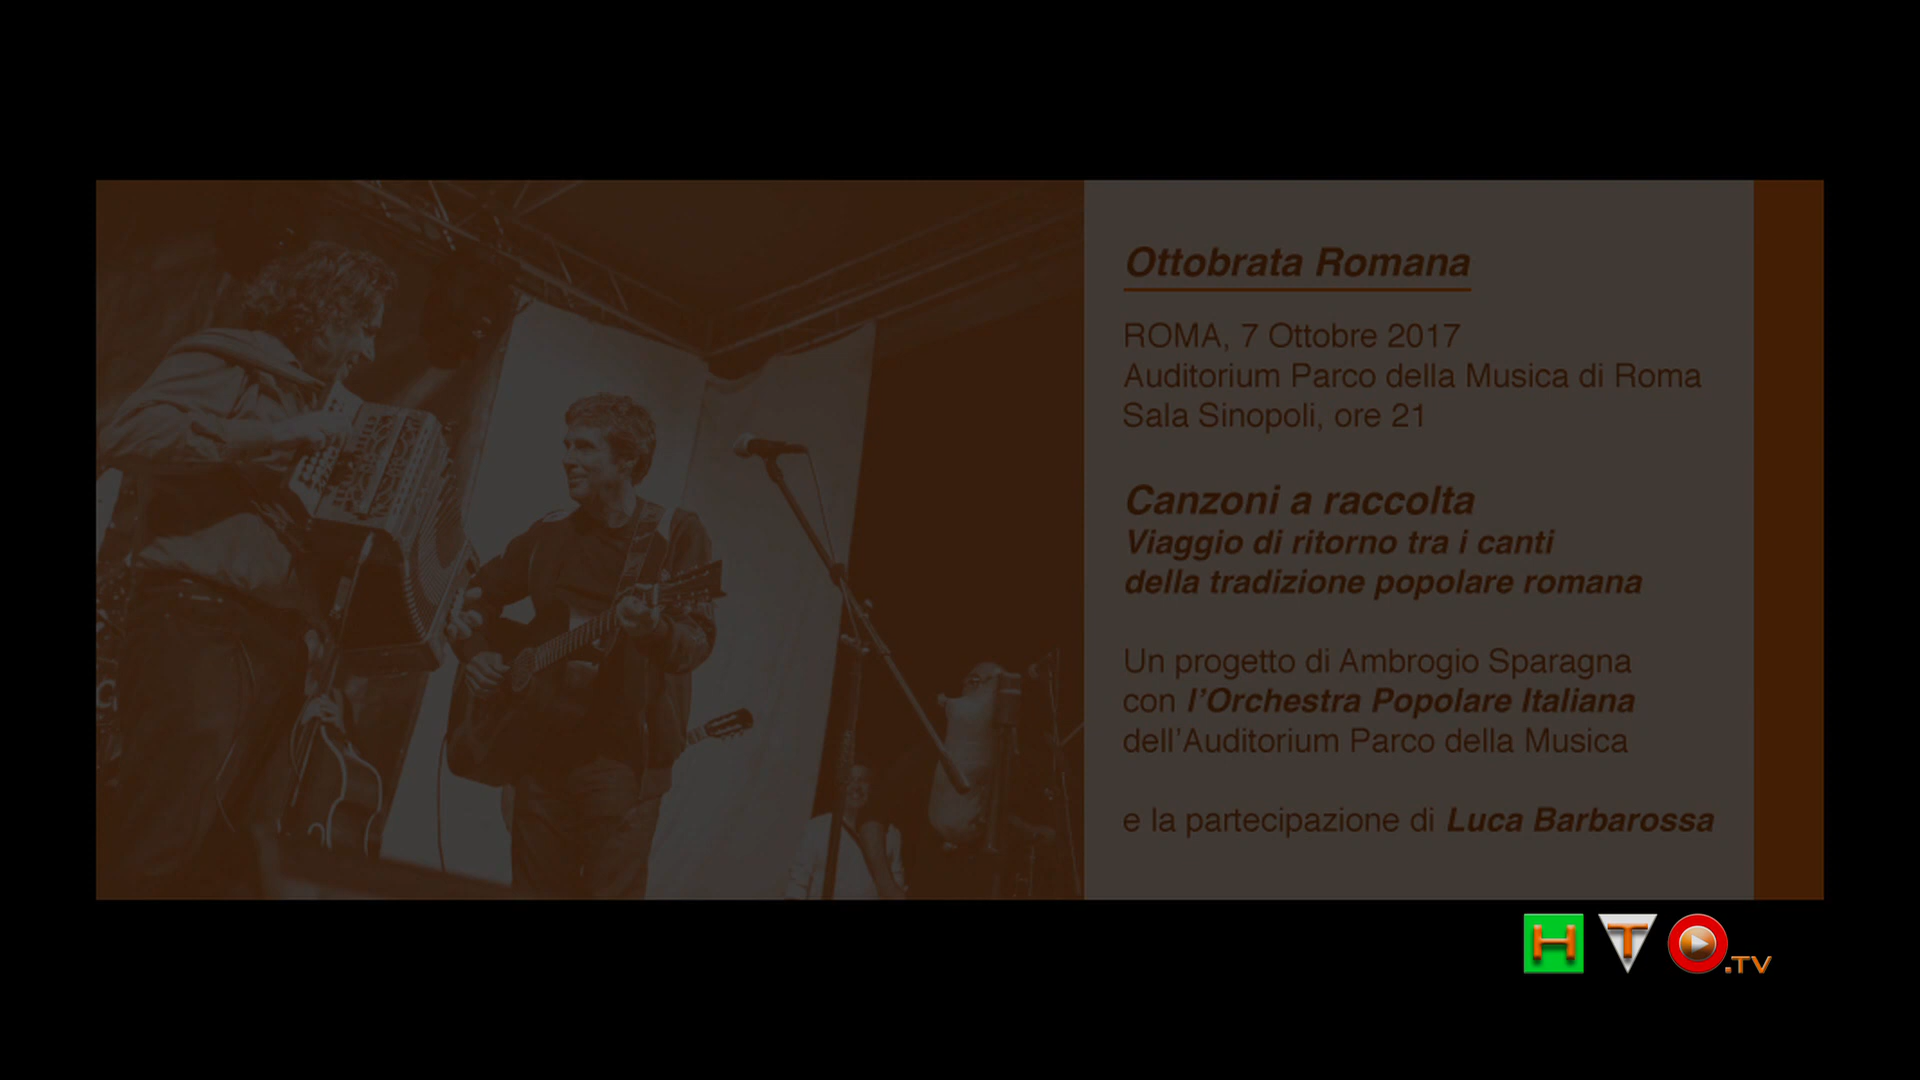 Ottobrata Romana
ROMA, 7 Ottobre 2017
Auditorium Parco della Musica di Roma
Sala Sinopoli, ore 21
Canzoni a raccolta
Viaggio di ritorno tra i canti
della tradizione popolare romana
Un progetto di Ambrogio Sparagna
con l'Orchestra Popolare Italiana
dell'Auditorium Parco della Musica
e la partecipazione di Luca Barbarossa
H T O.TV